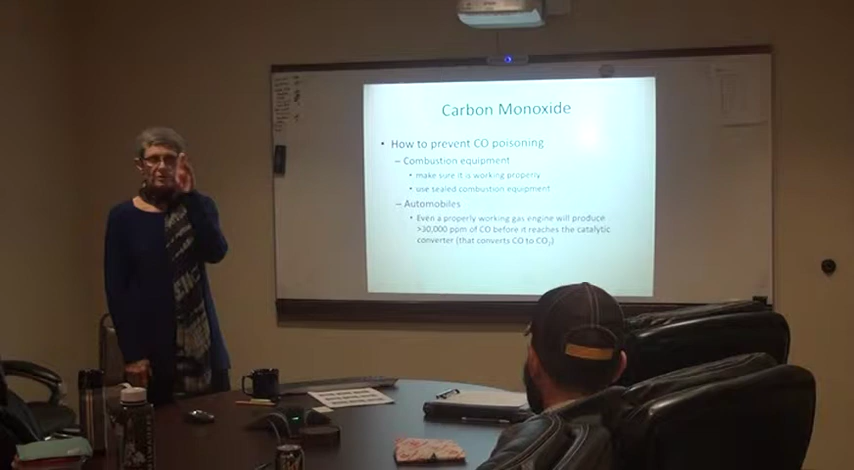 Carbon Monoxide
• How to prevent CO poisoning
– Combustion equipment
• make sure it is working properly
• use sealed combustion equipment
– Automobiles
• Even a properly working gas engine will produce
>30,000 ppm of CO before it reaches the catalytic
converter (that converts CO to CO₂)